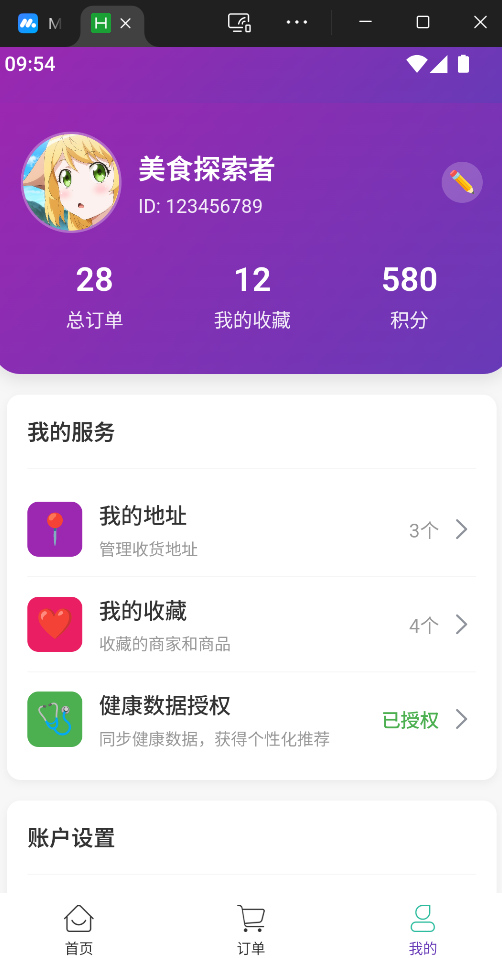 M
H
09:54
美食探索者
ID: 123456789
28
12
580
总订单
我的收藏
积分
我的服务
我的地址
管理收货地址
3个
我的收藏
收藏的商家和商品
4个
健康数据授权
同步健康数据，获得个性化推荐
已授权
账户设置
首页
订单
我的